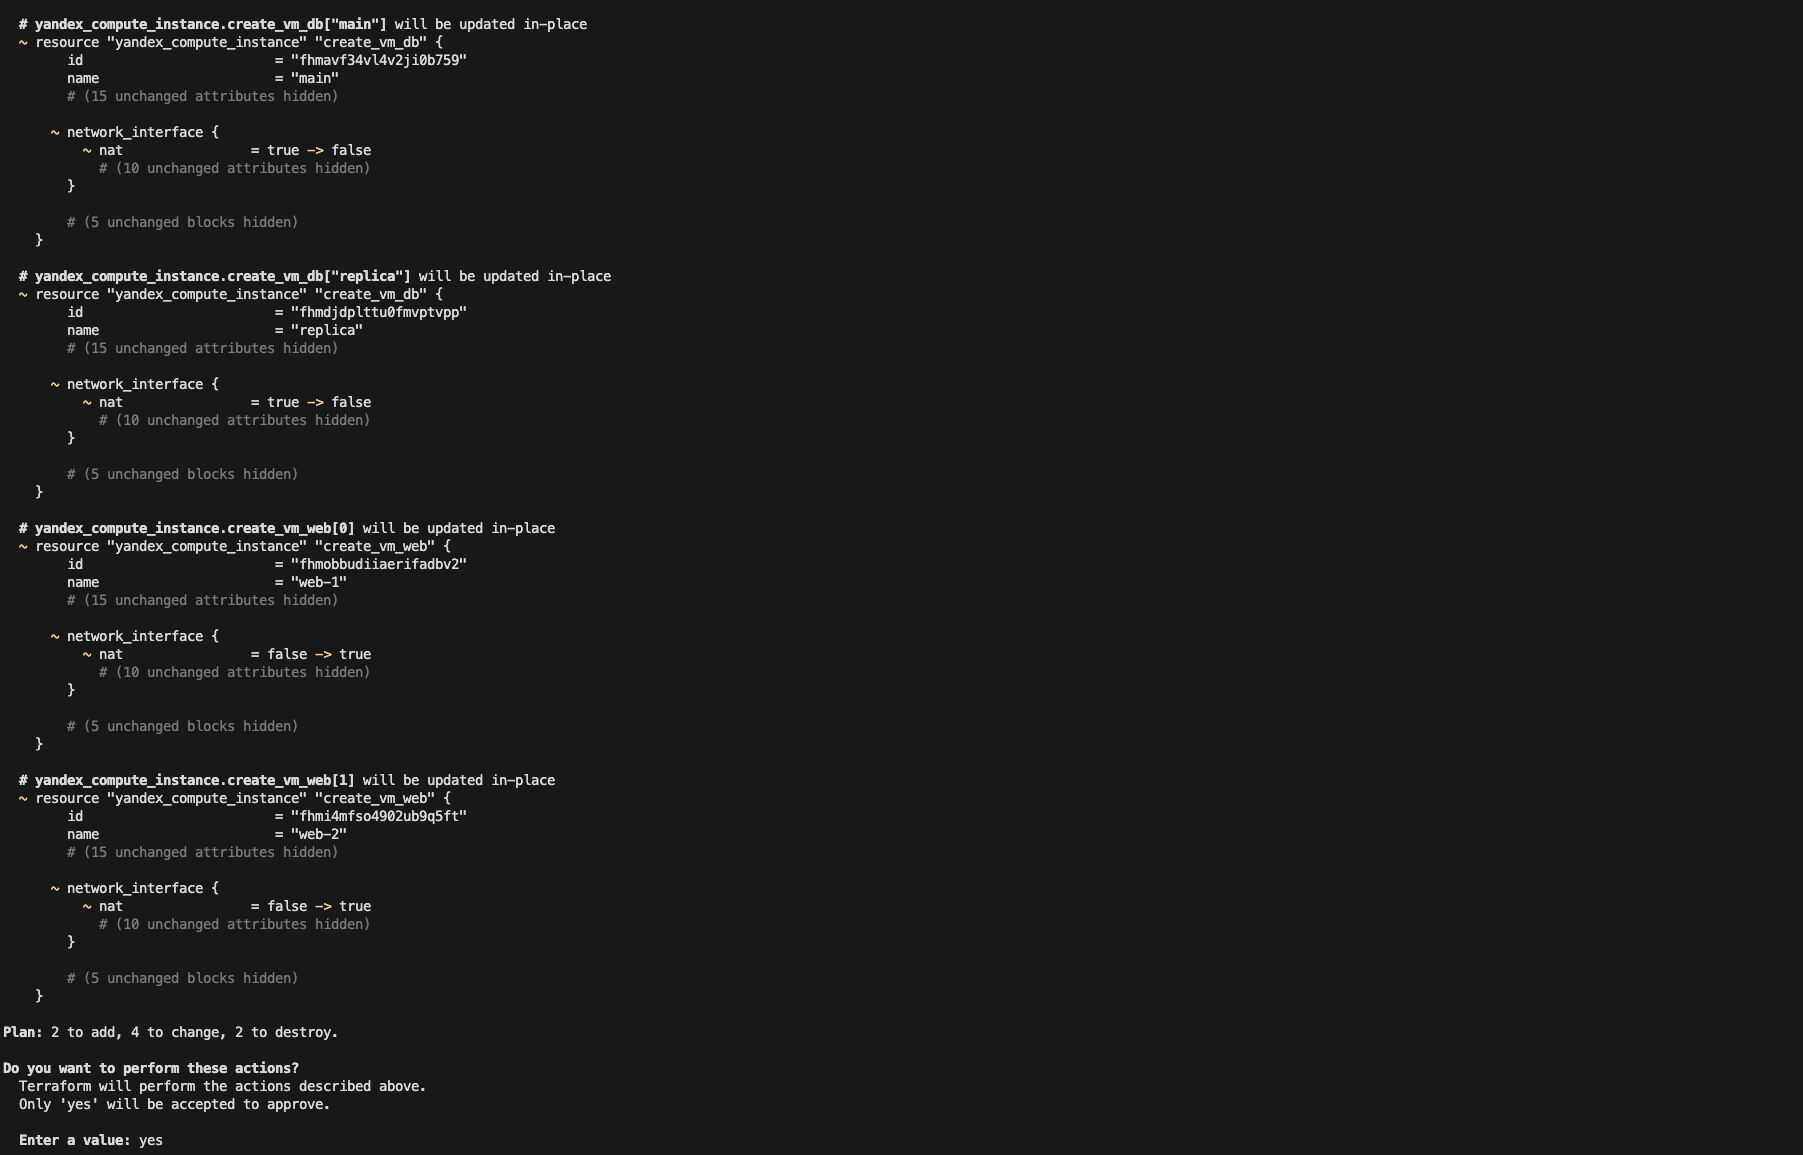 # yandex_compute_instance.create_vm_db["main"] will be updated in-place
~ resource "yandex_compute_instance" "create_vm_db" {
id = "fhmavf34vl4v2ji0b759"
name = "main"
# (15 unchanged attributes hidden)
~ network_interface {
~ nat = true -> false
# (10 unchanged attributes hidden)
}
# (5 unchanged blocks hidden)
}
# yandex_compute_instance.create_vm_db["replica"] will be updated in-place
~ resource "yandex_compute_instance" "create_vm_db" {
id = "fhmdjdplttu0fmvptvpp"
name = "replica"
# (15 unchanged attributes hidden)
~ network_interface {
~ nat = true -> false
# (10 unchanged attributes hidden)
}
# (5 unchanged blocks hidden)
}
# yandex_compute_instance.create_vm_web[0] will be updated in-place
~ resource "yandex_compute_instance" "create_vm_web" {
id = "fhmobbudiiaerifadbv2"
name = "web-1"
# (15 unchanged attributes hidden)
~ network_interface {
~ nat = false -> true
# (10 unchanged attributes hidden)
}
# (5 unchanged blocks hidden)
}
# yandex_compute_instance.create_vm_web[1] will be updated in-place
~ resource "yandex_compute_instance" "create_vm_web" {
id = "fhmi4mfso4902ub9q5ft"
name = "web-2"
# (15 unchanged attributes hidden)
~ network_interface {
~ nat = false -> true
# (10 unchanged attributes hidden)
}
# (5 unchanged blocks hidden)
}
Plan: 2 to add, 4 to change, 2 to destroy.
Do you want to perform these actions?
Terraform will perform the actions described above.
Only 'yes' will be accepted to approve.
Enter a value: yes